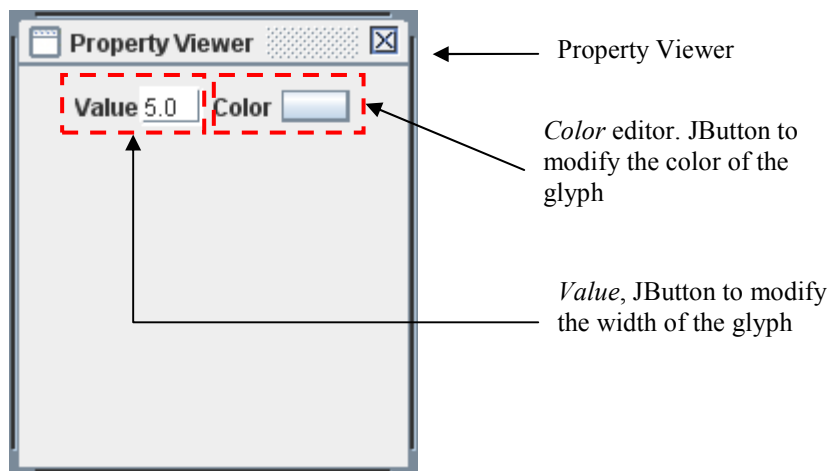 Property Viewer
Value 5.0 Color
Property Viewer
Color editor. JButton to
modify the color of the
glyph
Value, JButton to modify
the width of the glyph